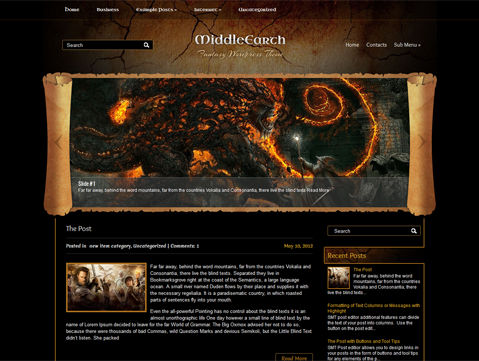 Home Business Example Posts » Internet » Uncategorized
Search
MiddleEarth
Fantasy Wordpress Theme
Home Contacts Sub Menu »
Slide #1
Far far away, behind the word mountains, far from the countries Vokalia and Consonantia, there live the blind texts Read More
The Post
Posted in new item category, Uncategorized | Comments: 1 May 10, 2012
Far far away, behind the word mountains, far from the countries Vokalia and
Consonantia, there live the blind texts. Separated they live in
Bookmarksgrove right at the coast of the Semantics, a large language
ocean. A small river named Duden flows by their place and supplies it with
the necessary regelialia. It is a paradisematic country, in which roasted
parts of sentences fly into your mouth.
Even the all-powerful Pointing has no control about the blind texts it is an
almost unorthographic life One day however a small line of blind text by the
name of Lorem Ipsum decided to leave for the far World of Grammar. The Big Oxmox advised her not to do so,
because there were thousands of bad Commas, wild Question Marks and devious Semikoli, but the Little Blind Text
didn't listen. She packed
Read More
Search
Recent Posts
The Post
Far far away, behind the word
mountains, far from the countries
Vokalia and Consonantia, there
live the blind texts...
Formatting of Text Columns or Messages with
Highlight!
SMT post editor additional features can divide
the text of your post into columns. Use the
button on the post edit..
The Post with Buttons and Tool Tips
SMT Post editor allows you to design links in
your posts in the form of buttons and tool tips
for any elements of the p..